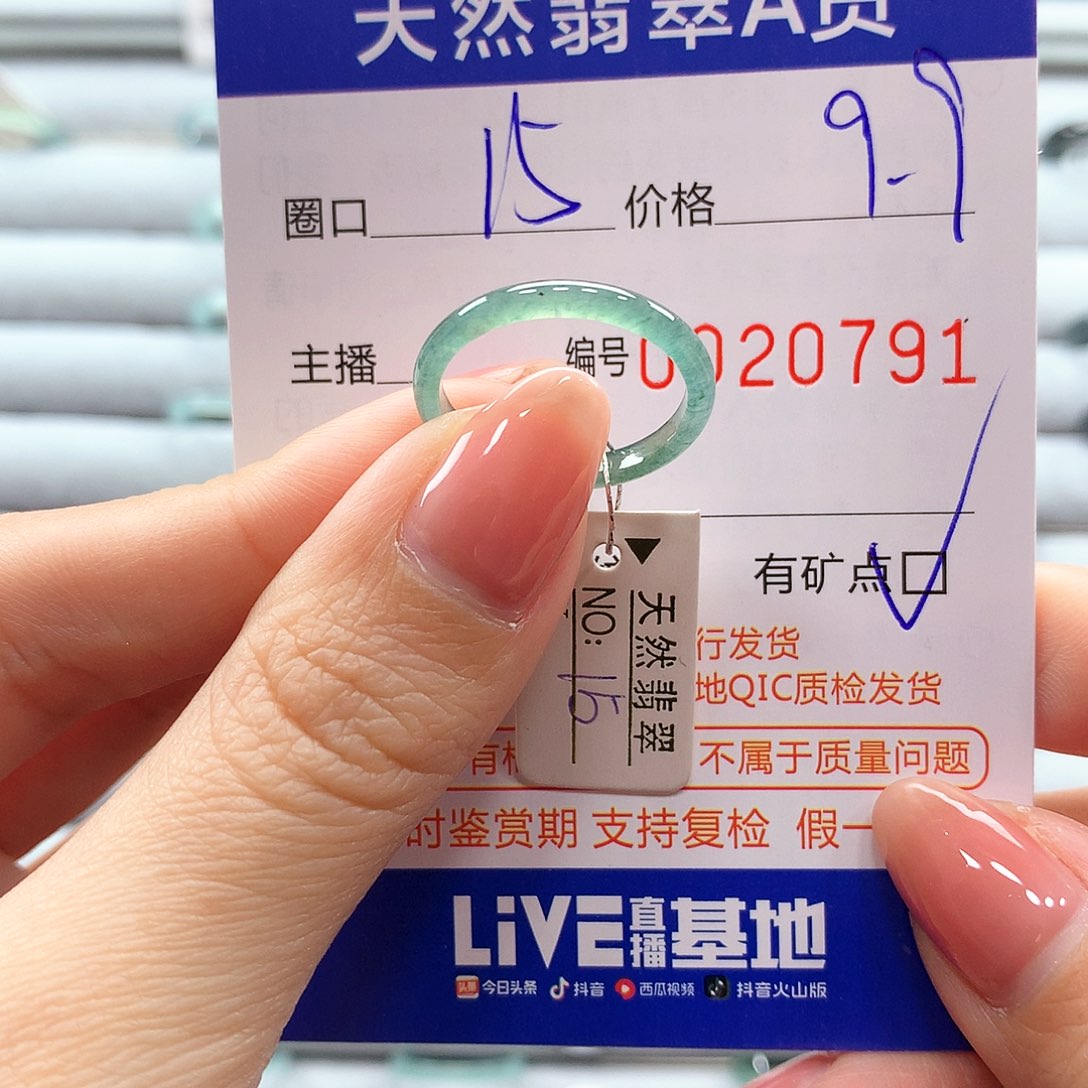 天然翡翠A货
圈口 15 价格 9.9
主播 编号 0020791
有矿点
行发货
地QIC质检发货
有 不属于质量问题
时鉴赏期 支持复检 假一
天然翡翠
NO: 15
LiVE直播基地
头条 今日头条 抖音 西瓜视频 抖音火山版